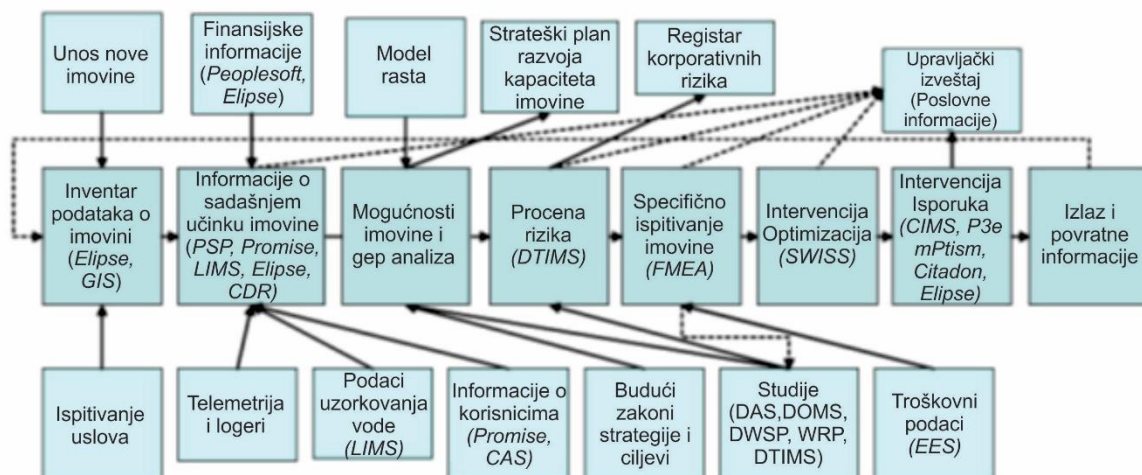 Unos nove
imovine
Finansijske
informacije
(Peoplesoft,
Elipse)
Model
rasta
Strateški plan
razvoja
kapaciteta
imovine
Registar
korporativnih
rizika
Upravljački
izveštaj
(Poslovne
informacije)
Inventar
podataka o
imovini
(Elipse,
GIS)
Informacije o
sadašnjem
učinku imovine
(PSP, Promise,
LIMS, Elipse,
CDR)
Mogućnosti
imovine i
gep analiza
Procena
rizika
(DTIMS)
Specifično
ispitivanje
imovine
(FMEA)
Intervencija
Optimizacija
(SWISS)
Intervencija
Isporuka
(CIMS, P3e
mPtism,
Citadon,
Elipse)
Izlaz i
povratne
informacije
Ispitivanje
uslova
Telemetrija
i logeri
Podaci
uzorkovanja
vode
(LIMS)
Informacije o
korisnicima
(Promise,
CAS)
Budući
zakoni
strategije i
ciljevi
Studije
(DAS,DOMS,
DWSP, WRP,
DTIMS)
Troškovni
podaci
(EES)